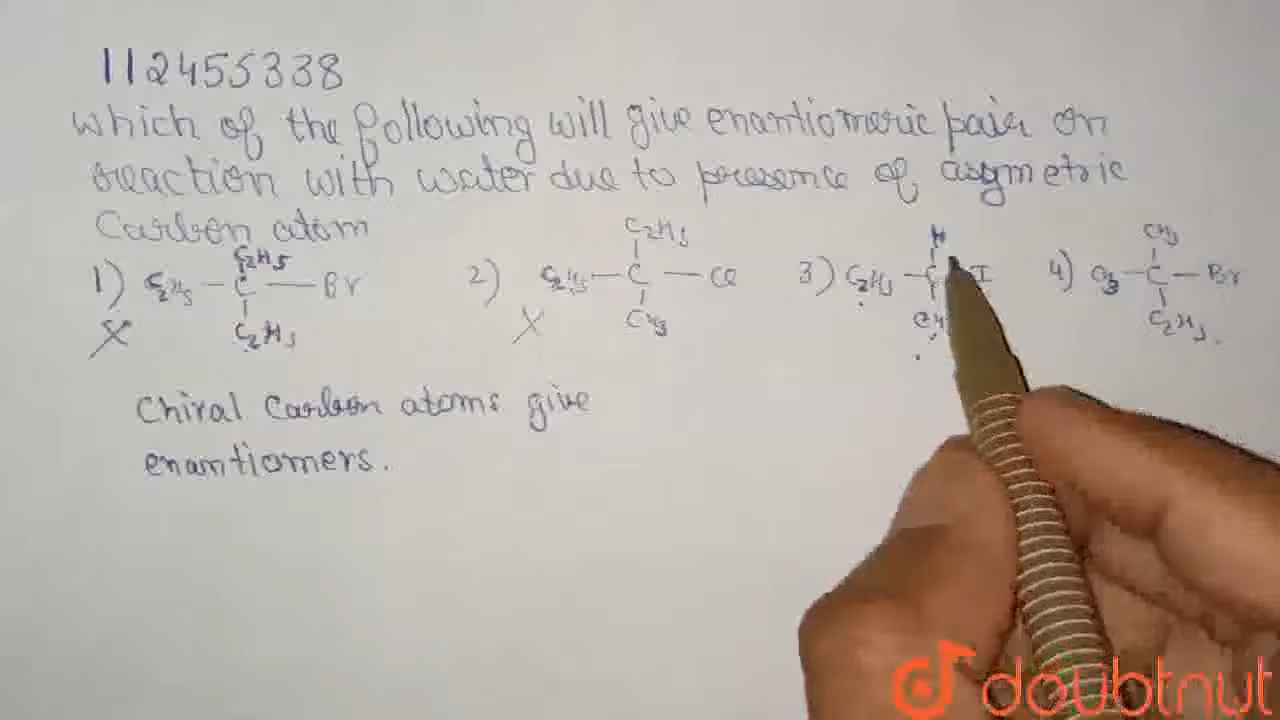 112455338
Which of the following will give enantiomeric pair on
reaction with water due to presence of asymetric
Carbon atom
C2H5 C2H5 H CH3
1) C2H5 — C — Br 2) C2H5 — C — Cl 3) C2H5 — C I 4) CH3 — C — Br
X C2H5 X CH3 C2H5
Chiral Carbon atoms give
enantiomers.
doubtnut